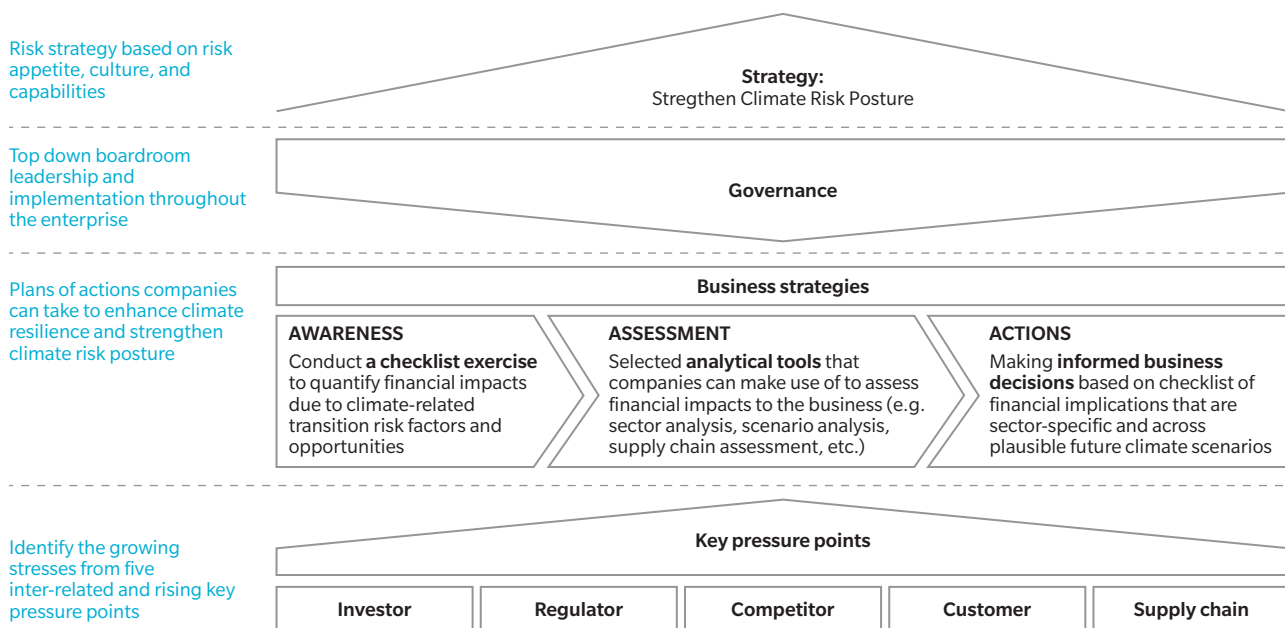 Risk strategy based on risk
appetite, culture, and
capabilities
Strategy:
Stregthen Climate Risk Posture
Top down boardroom
leadership and
implementation throughout
the enterprise
Governance
Plans of actions companies
can take to enhance climate
resilience and strengthen
climate risk posture
Business strategies
AWARENESS
Conduct a checklist exercise
to quantify financial impacts
due to climate-related
transition risk factors and
opportunities
ASSESSMENT
Selected analytical tools that
companies can make use of to assess
financial impacts to the business (e.g.
sector analysis, scenario analysis,
supply chain assessment, etc.)
ACTIONS
Making informed business
decisions based on checklist of
financial implications that are
sector-specific and across
plausible future climate scenarios
Identify the growing
stresses from five
inter-related and rising key
pressure points
Key pressure points
Investor
Regulator
Competitor
Customer
Supply chain